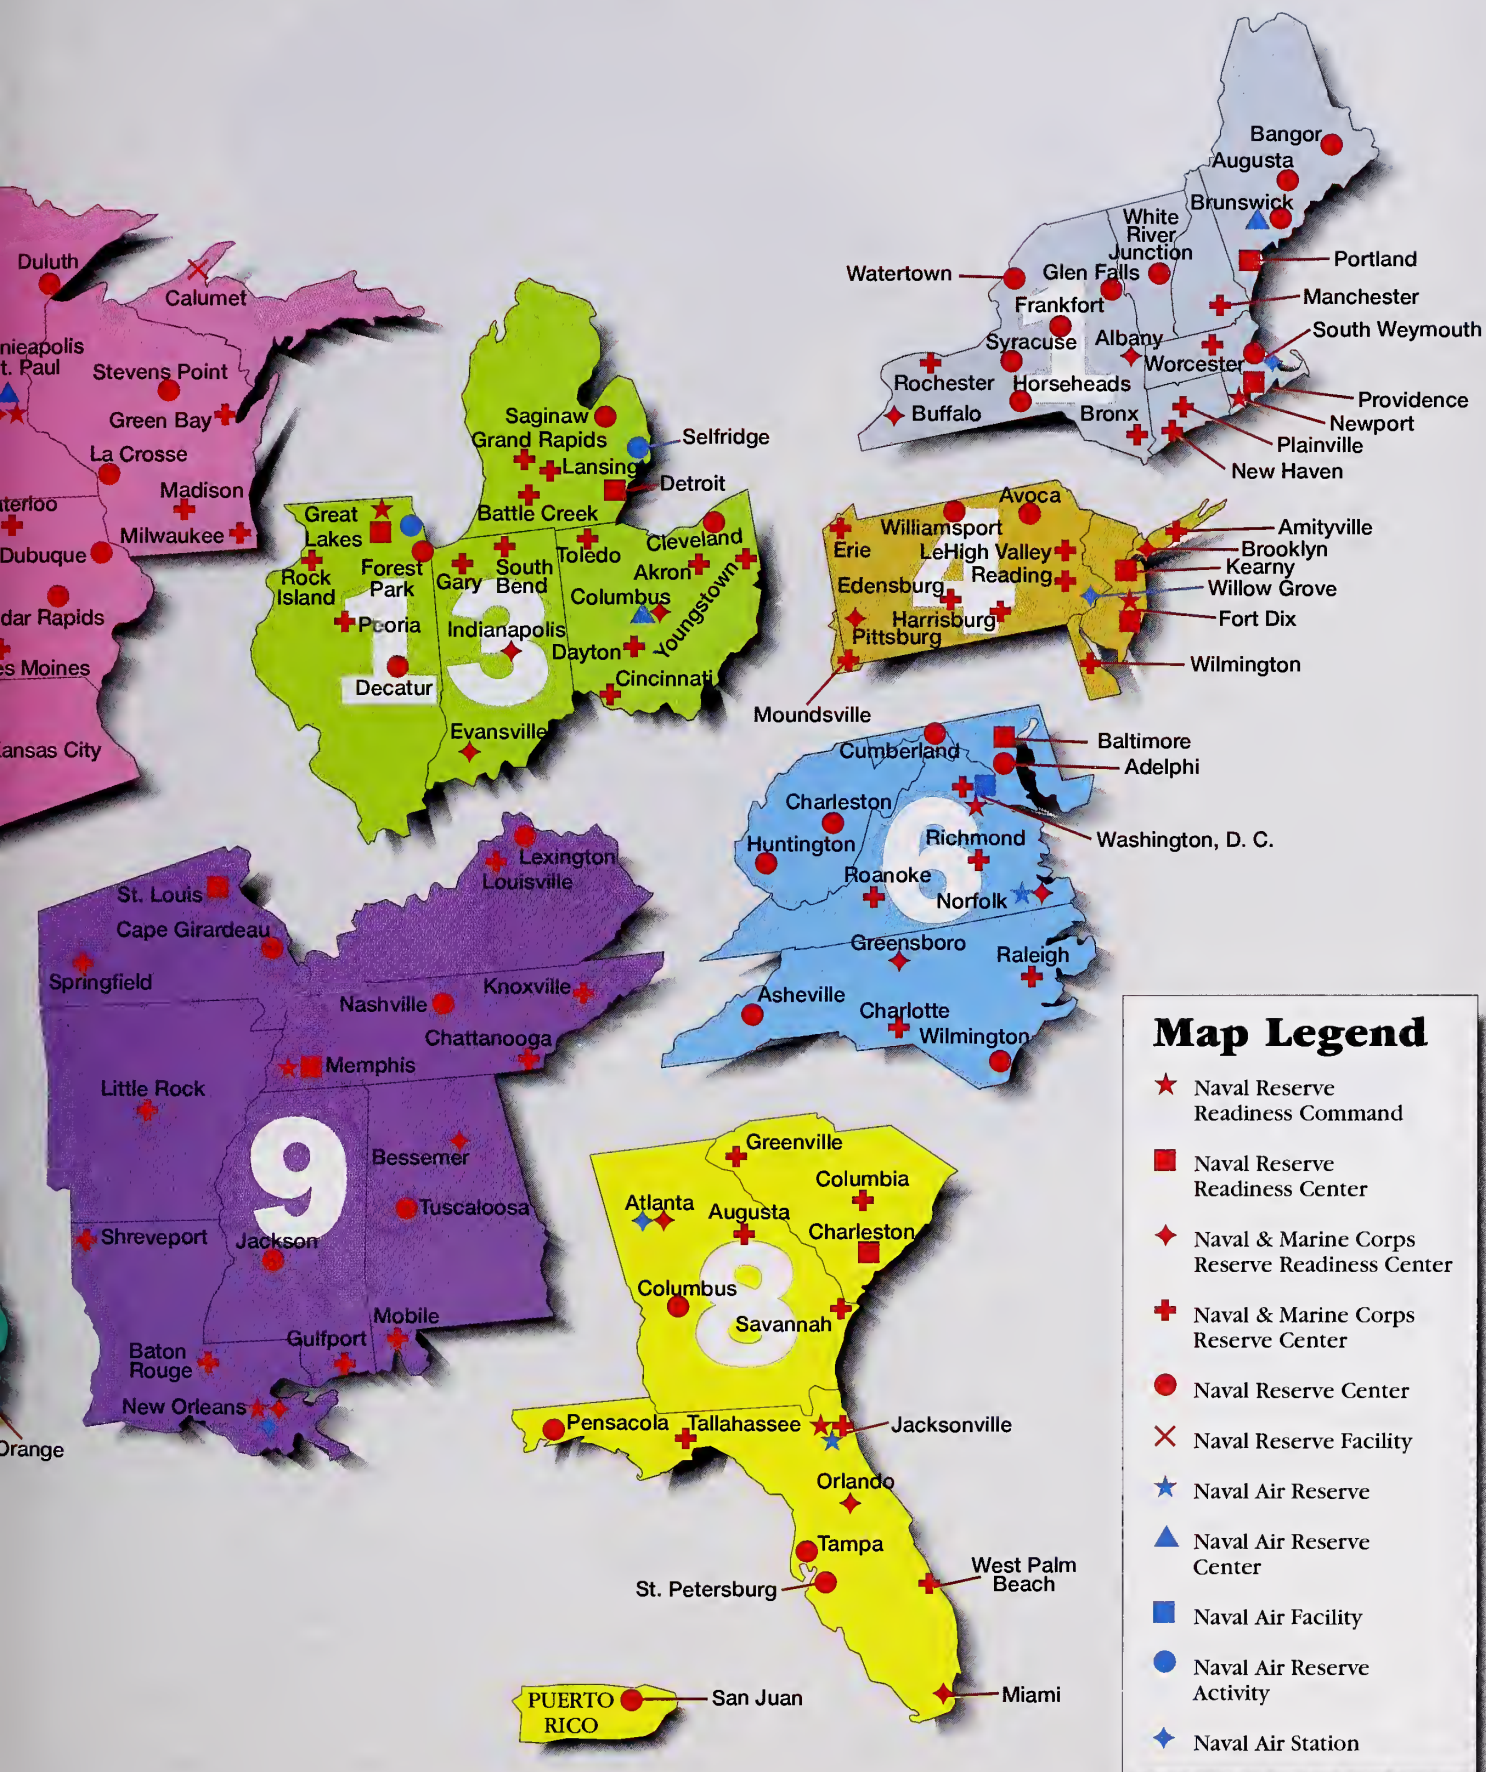 Duluth
Calumet
nieapolis
t. Paul
Stevens Point
Green Bay
La Crosse
Madison
aterloo
Milwaukee
Dubuque
dar Rapids
es Moines
ansas City
Orange
Saginaw
Grand Rapids
Selfridge
Lansing
Detroit
Battle Creek
Great
Lakes
Rock
Island
Forest
Park
Gary
South
Bend
Toledo
Cleveland
Akron
Youngstown
Columbus
Peoria
Indianapolis
Dayton
Cincinnati
Decatur
Evansville
13
Bangor
Augusta
Brunswick
White
River
Junction
Portland
Watertown
Glen Falls
Manchester
Frankfort
South Weymouth
Syracuse
Albany
Worcester
Rochester
Horseheads
Providence
Buffalo
Bronx
Newport
Plainville
New Haven
1
Avoca
Williamsport
Amityville
Erie
LeHigh Valley
Brooklyn
Kearny
Reading
Edensburg
Willow Grove
Harrisburg
Fort Dix
Pittsburg
Wilmington
Moundsville
4
Cumberland
Baltimore
Adelphi
Charleston
Huntington
Richmond
Washington, D. C.
Roanoke
Norfolk
6
Greensboro
Raleigh
Asheville
Charlotte
Wilmington
Lexington
Louisville
St. Louis
Cape Girardeau
Springfield
Nashville
Knoxville
Chattanooga
Memphis
Little Rock
9
Bessemer
Tuscaloosa
Shreveport
Jackson
Mobile
Gulfport
Baton
Rouge
New Orleans
Greenville
Columbia
Atlanta
Augusta
Charleston
Columbus
8
Savannah
Pensacola
Tallahassee
Jacksonville
Orlando
Tampa
West Palm
Beach
St. Petersburg
Miami
PUERTO
RICO
San Juan
Map Legend
Naval Reserve
Readiness Command
Naval Reserve
Readiness Center
Naval & Marine Corps
Reserve Readiness Center
Naval & Marine Corps
Reserve Center
Naval Reserve Center
Naval Reserve Facility
Naval Air Reserve
Naval Air Reserve
Center
Naval Air Facility
Naval Air Reserve
Activity
Naval Air Station